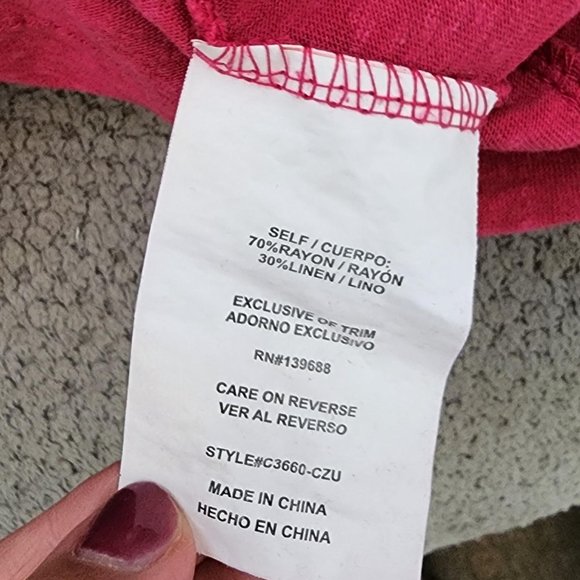 SELF / CUERPO:
70%RAYON / RAYÓN
30%LINEN / LINO
EXCLUSIVE OF TRIM
ADORNO EXCLUSIVO
RN#139688
CARE ON REVERSE
VER AL REVERSO
STYLE#C3660-CZU
MADE IN CHINA
HECHO EN CHINA